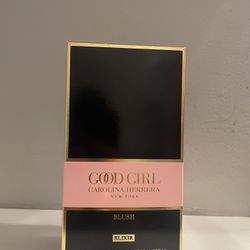 GOOD GIRL
CAROLINA HERRERA
NEW YORK
BLUSH
ELIXIR